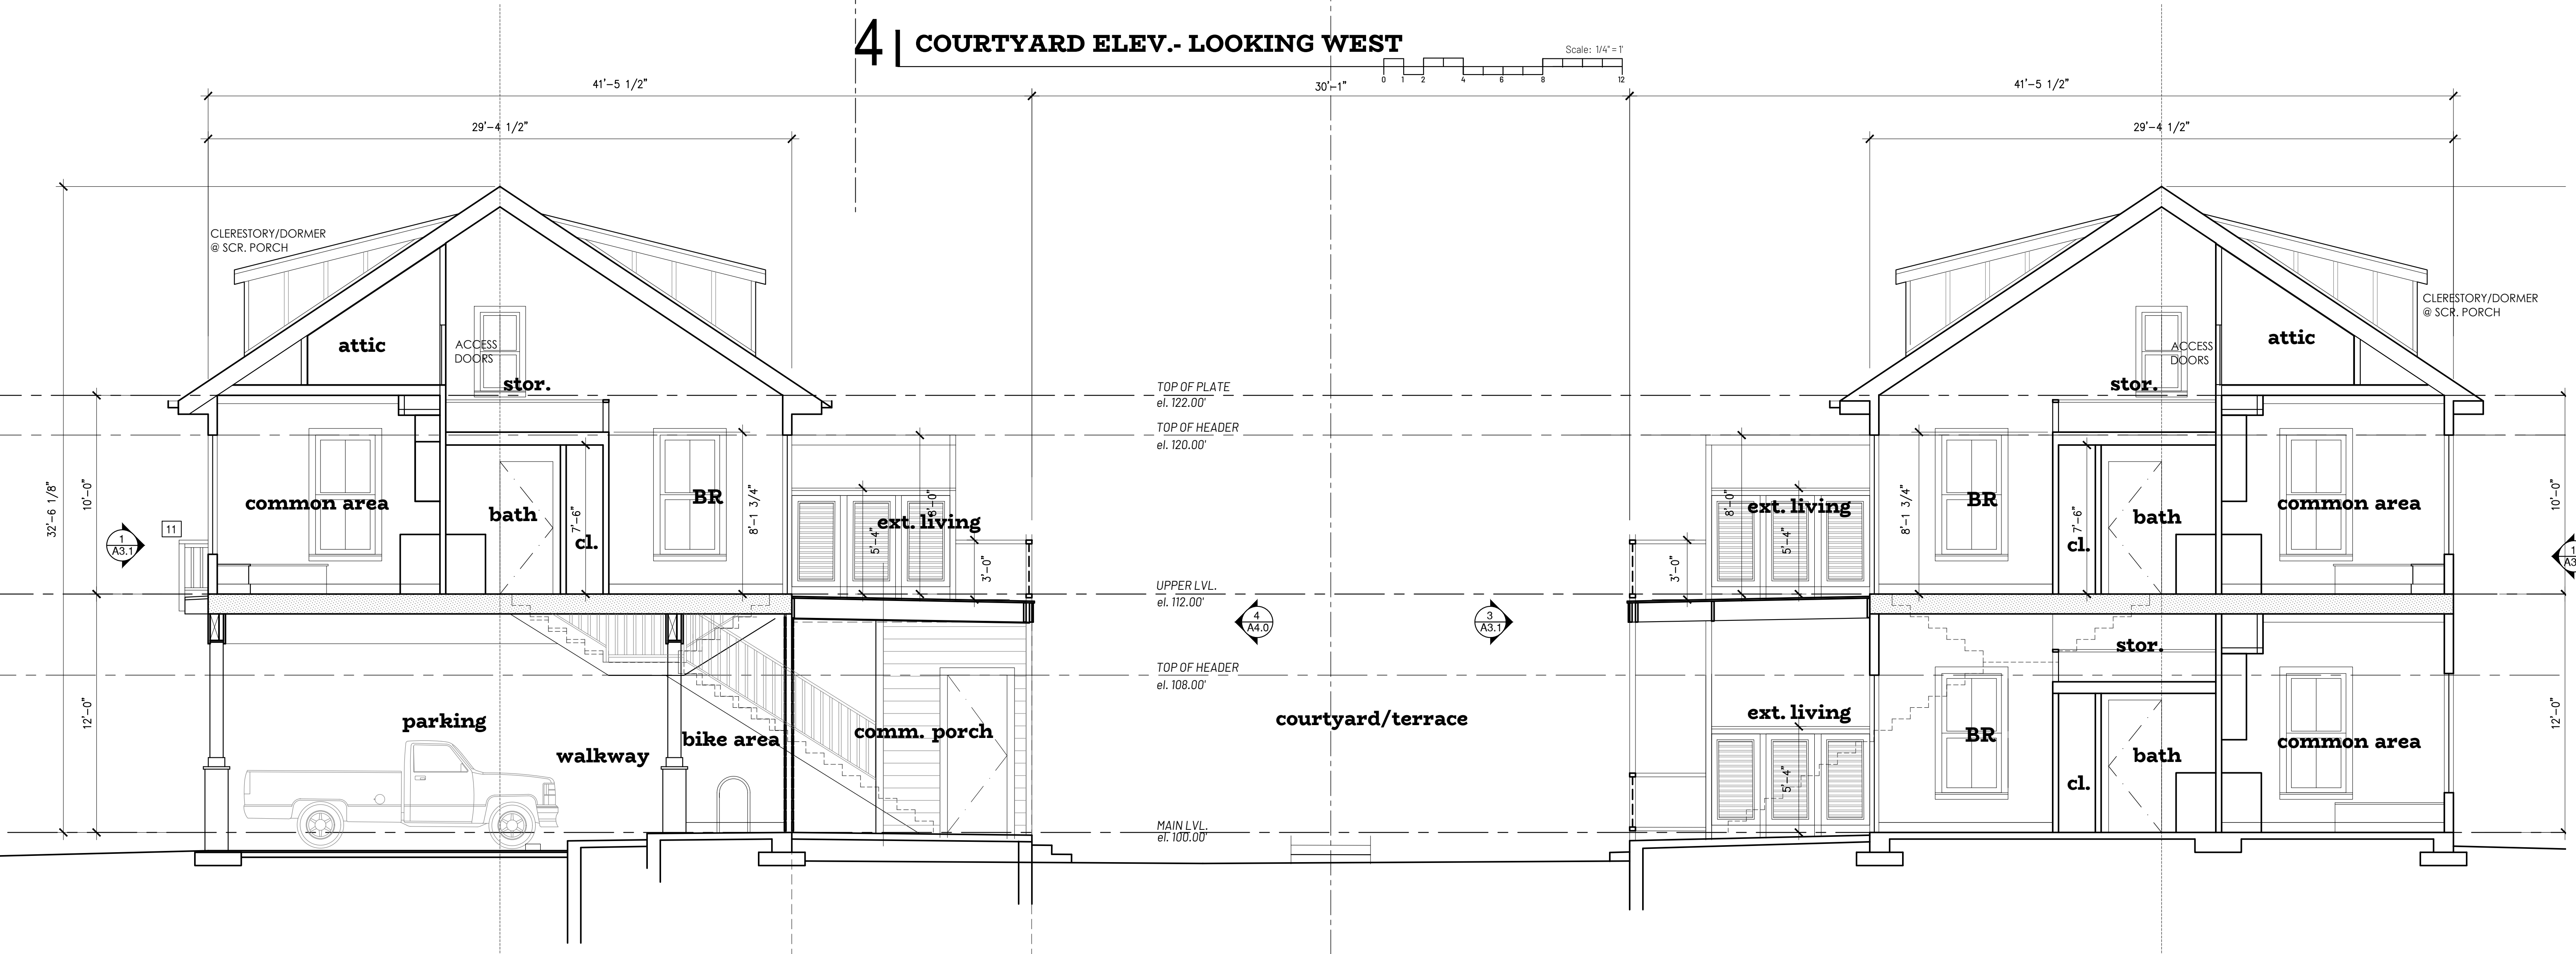 4 COURTYARD ELEV.- LOOKING WEST
Scale: 1/4" = 1'
0 1 2 4 6 8 12
41'-5 1/2" 30'-1" 41'-5 1/2"
29'-4 1/2" 29'-4 1/2"
CLERESTORY/DORMER
@ SCR. PORCH
CLERESTORY/DORMER
@ SCR. PORCH
attic
ACCESS
DOORS
stor.
attic
ACCESS
DOORS
stor.
TOP OF PLATE
el. 122.00'
TOP OF HEADER
el. 120.00'
32'-6 1/8"
10'-0"
common area
bath
7'-6"
cl.
BR
8'-1 3/4"
5'-4"
8'-0"
ext. living
3'-0"
11
1
A3.1
3'-0"
8'-0"
ext. living
5'-4"
8'-1 3/4"
BR
7'-6"
cl.
bath
common area
10'-0"
1
A3
UPPER LVL.
el. 112.00'
4
A4.0
3
A3.1
TOP OF HEADER
el. 108.00'
12'-0"
parking
walkway
bike area
comm. porch
courtyard/terrace
ext. living
5'-4"
stor.
BR
cl.
bath
common area
12'-0"
MAIN LVL.
el. 100.00'